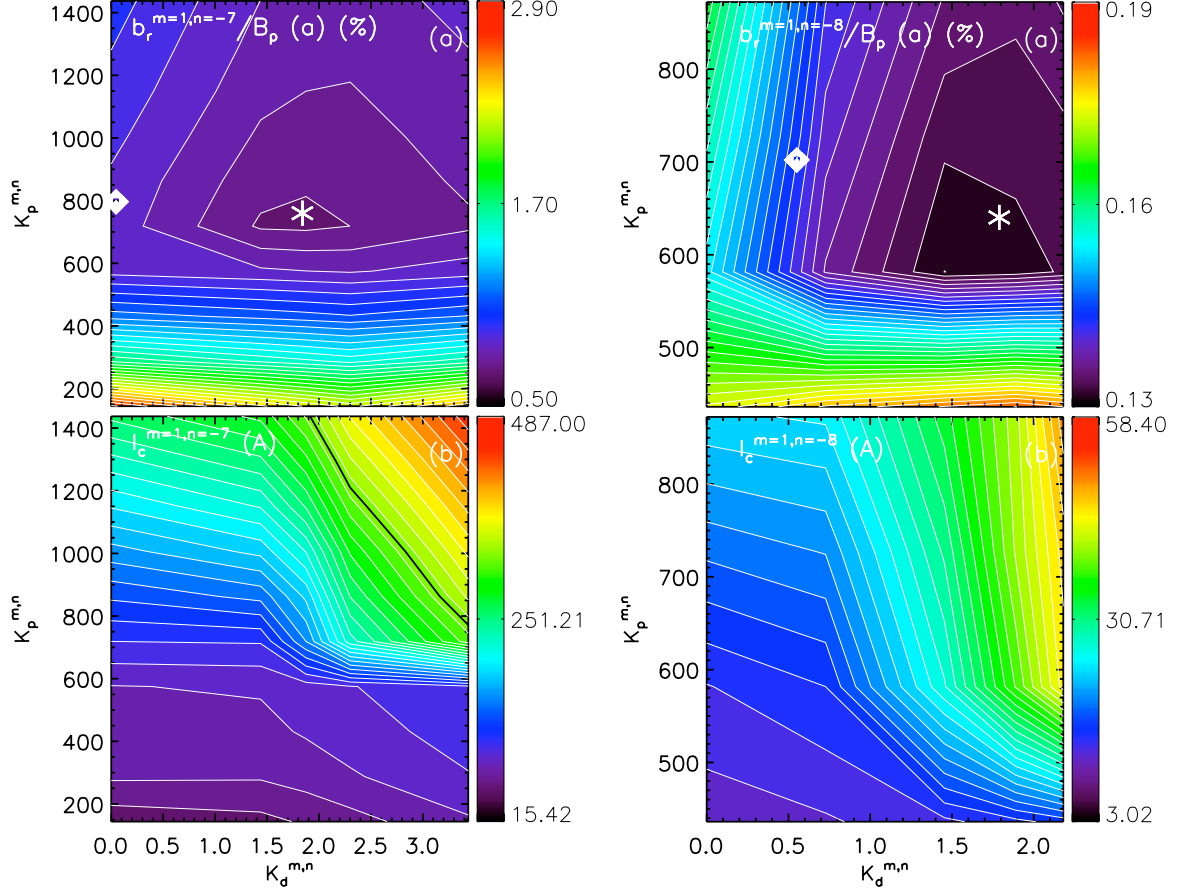 b_r^{m=1,n=-7}/B_p (a) (%)
(a)
1400
1200
1000
800
600
400
200
K_p^{m,n}
2.90
1.70
0.50
b_r^{m=1,n=-8}/B_p (a) (%)
(a)
800
700
600
500
K_p^{m,n}
0.19
0.16
0.13
I_c^{m=1,n=-7} (A)
(b)
1400
1200
1000
800
600
400
200
K_p^{m,n}
487.00
251.21
15.42
0.0 0.5 1.0 1.5 2.0 2.5 3.0
K_d^{m,n}
I_c^{m=1,n=-8} (A)
(b)
800
700
600
500
K_p^{m,n}
58.40
30.71
3.02
0.0 0.5 1.0 1.5 2.0
K_d^{m,n}